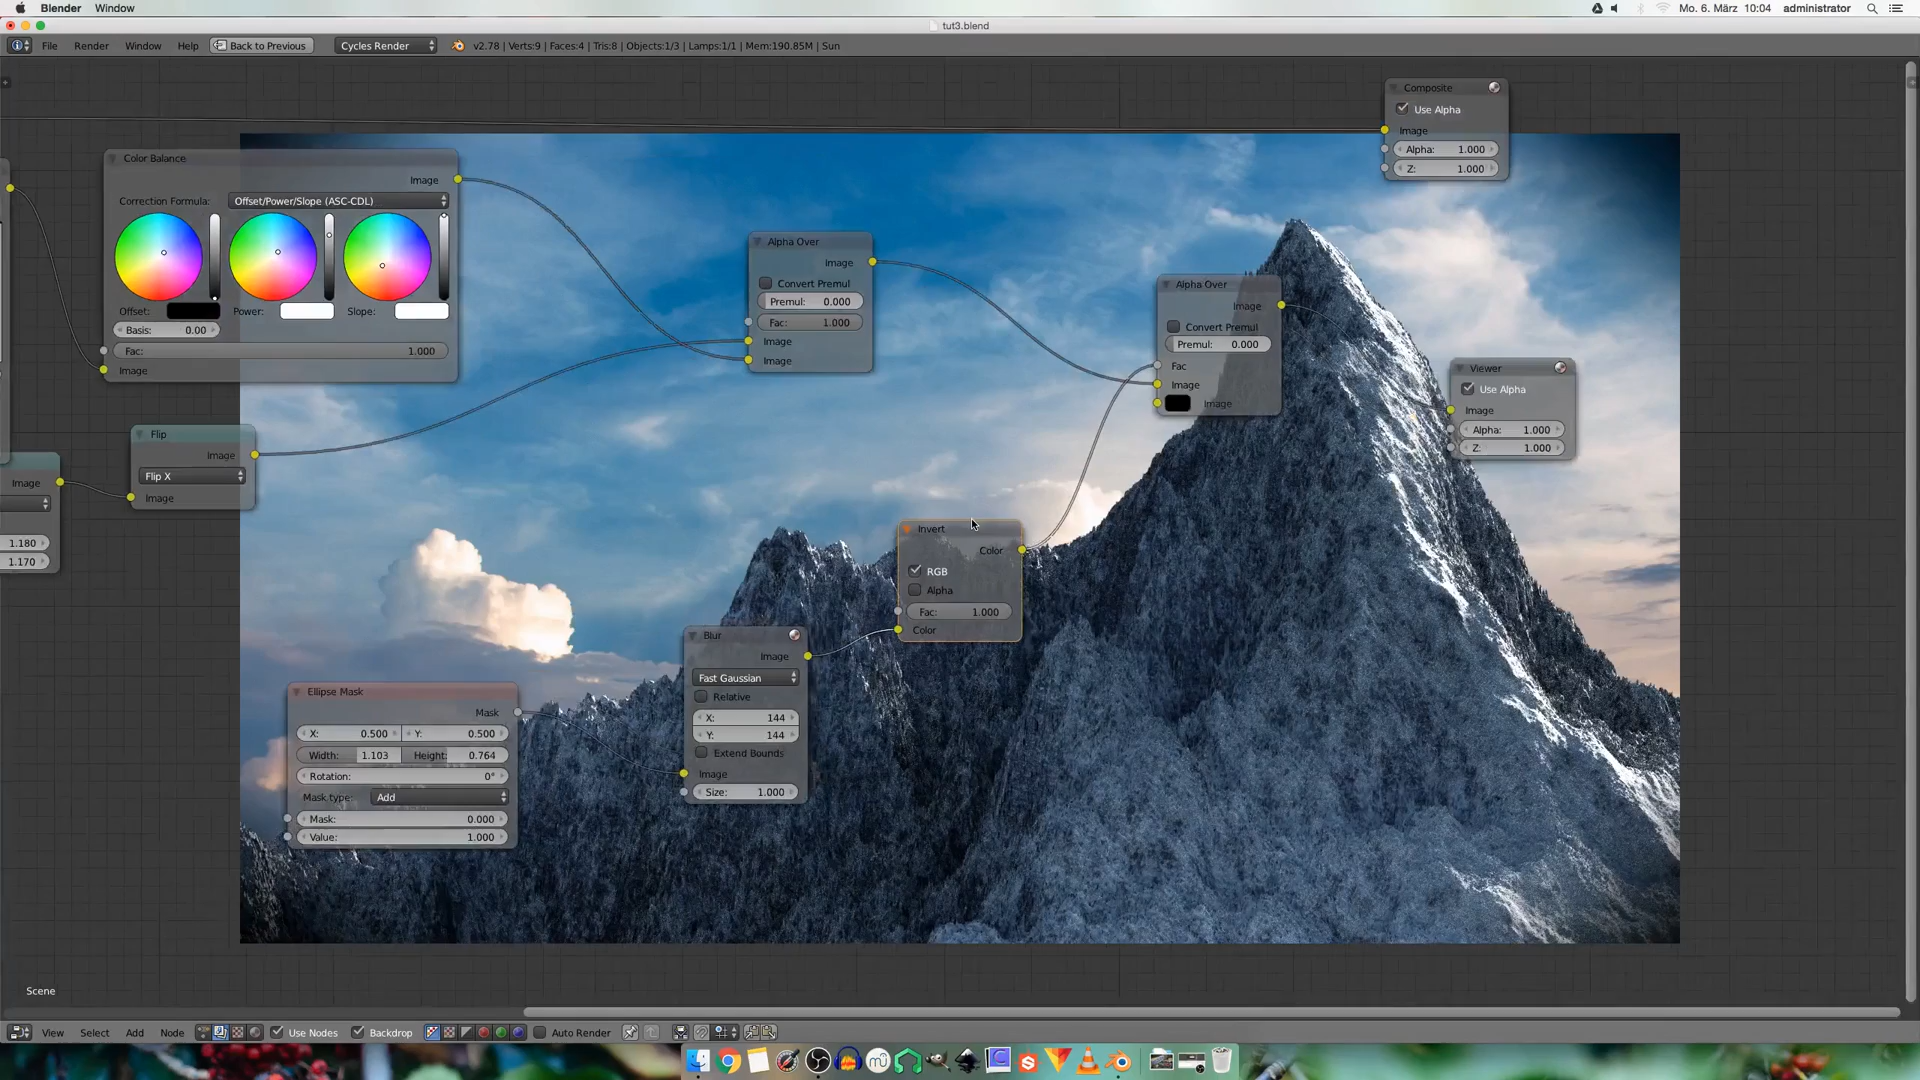 Blender Window
Mo. 6. März 10:04 administrator
tut3.blend
File Render Window Help Back to Previous Cycles Render v2.78 | Verts:9 | Faces:4 | Tris:8 | Objects:1/3 | Lamps:1/1 | Mem:190.85M | Sun
Composite
Use Alpha
Image
Alpha: 1.000
Z: 1.000
Color Balance
Image
Correction Formula: Offset/Power/Slope (ASC-CDL)
Offset: Power: Slope:
Basis: 0.00
Fac: 1.000
Image
Alpha Over
Image
Convert Premul
Premul: 0.000
Fac: 1.000
Image
Image
Alpha Over
Image
Convert Premul
Premul: 0.000
Fac
Image
Image
Viewer
Use Alpha
Image
Alpha: 1.000
Z: 1.000
Flip
Image
Flip X
Image
Image
1.180
1.170
Invert
Color
RGB
Alpha
Fac: 1.000
Color
Blur
Image
Fast Gaussian
Relative
X: 144
Y: 144
Extend Bounds
Image
Size: 1.000
Ellipse Mask
Mask
X: 0.500 Y: 0.500
Width: 1.103 Height: 0.764
Rotation: 0°
Mask type: Add
Mask: 0.000
Value: 1.000
Scene
View Select Add Node Use Nodes Backdrop Auto Render